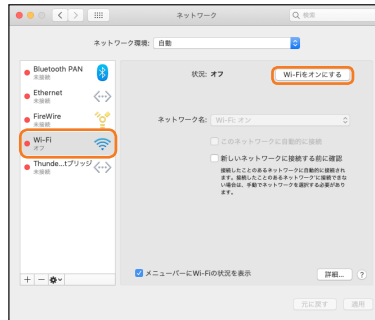 ネットワーク
検索
ネットワーク環境: 自動
Bluetooth PAN
未接続
Ethernet
未接続
FireWire
未接続
Wi-Fi
オフ
Thunde...tブリッジ
未接続
状況: オフ
Wi-Fiをオンにする
ネットワーク名: Wi-Fi: オン
このネットワークに自動的に接続
新しいネットワークに接続する前に確認
接続したことのあるネットワークに自動的に接続され
ます。接続したことのあるネットワークに接続できな
い場合は、手動でネットワークを選択する必要があり
ます。
メニューバーにWi-Fiの状況を表示
詳細...
?
元に戻す
適用